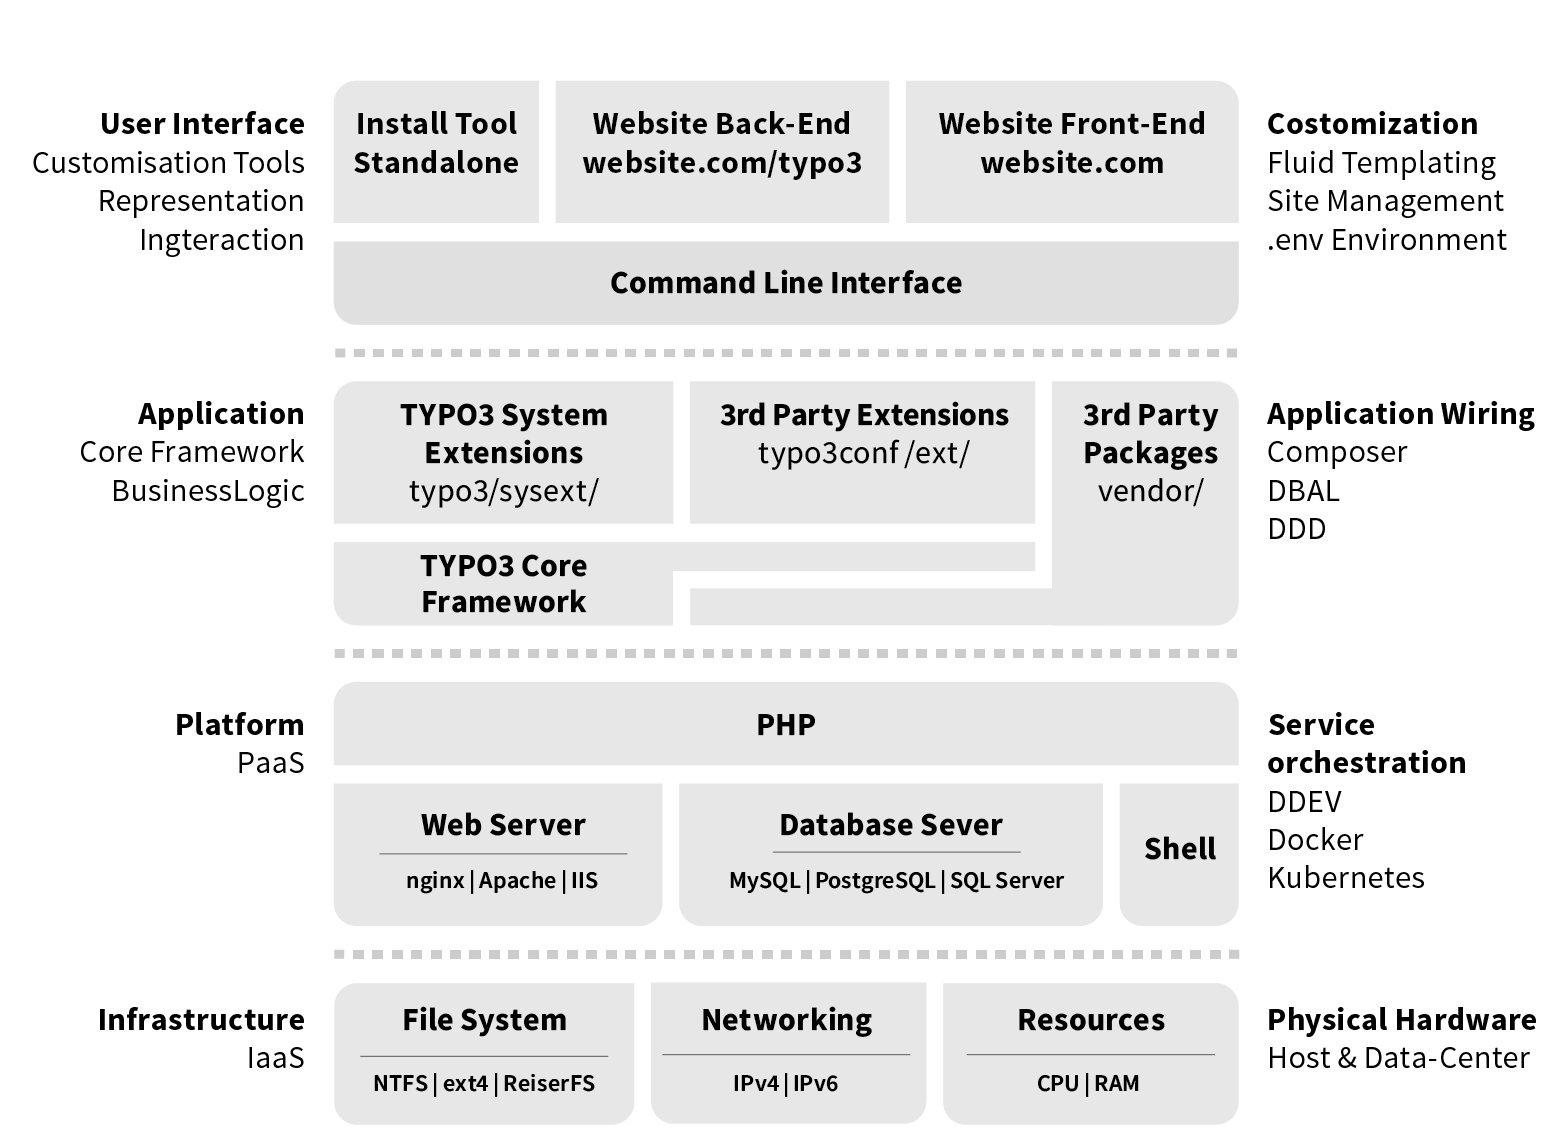 User Interface
Customisation Tools
Representation
Ingteraction
Install Tool
Standalone
Website Back-End
website.com/typo3
Website Front-End
website.com
Command Line Interface
Costomization
Fluid Templating
Site Management
.env Environment
Application
Core Framework
BusinessLogic
TYPO3 System
Extensions
typo3/sysext/
3rd Party Extensions
typo3conf /ext/
3rd Party
Packages
vendor/
TYPO3 Core
Framework
Application Wiring
Composer
DBAL
DDD
Platform
PaaS
PHP
Web Server
nginx | Apache | IIS
Database Sever
MySQL | PostgreSQL | SQL Server
Shell
Service
orchestration
DDEV
Docker
Kubernetes
Infrastructure
IaaS
File System
NTFS | ext4 | ReiserFS
Networking
IPv4 | IPv6
Resources
CPU | RAM
Physical Hardware
Host & Data-Center